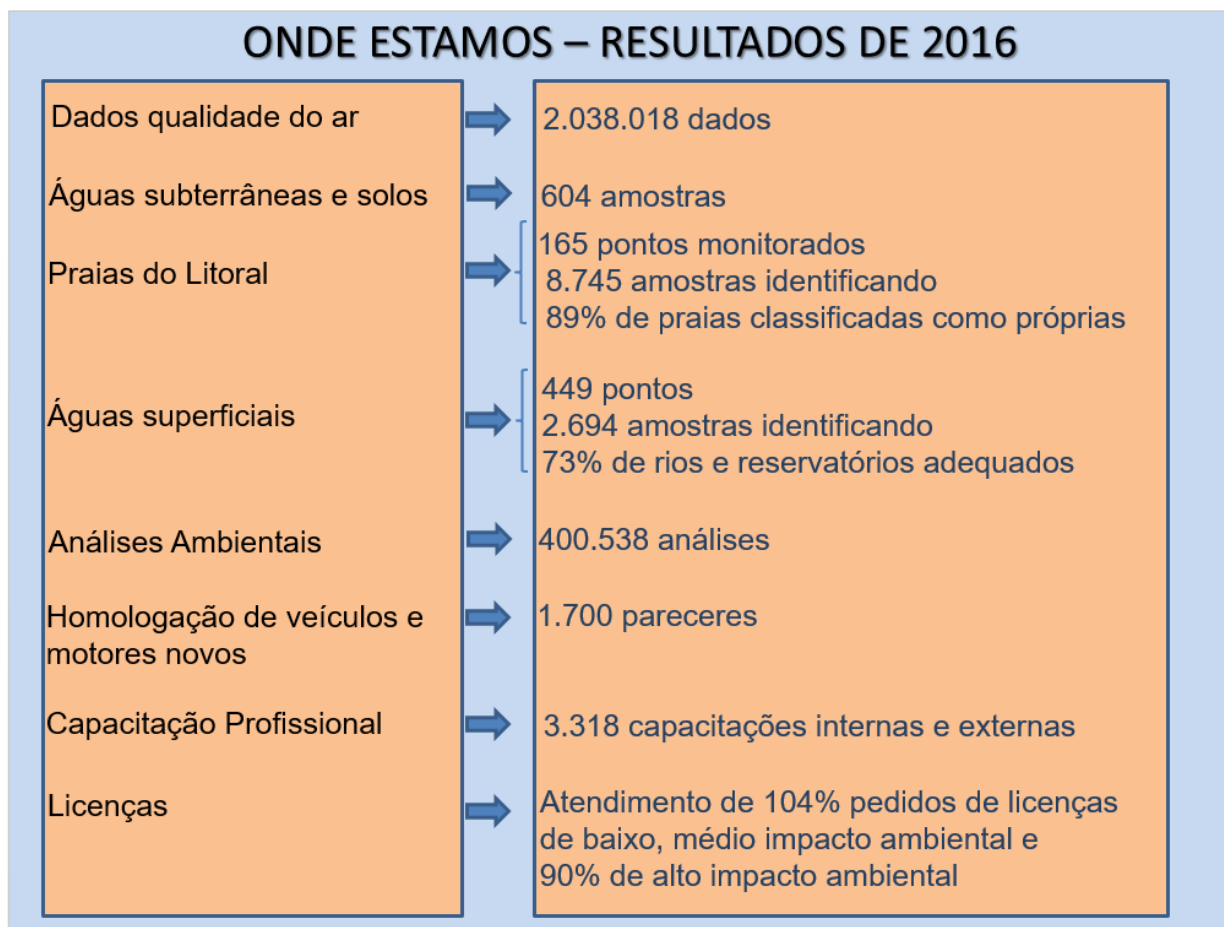 ONDE ESTAMOS – RESULTADOS DE 2016
Dados qualidade do ar
2.038.018 dados
Águas subterrâneas e solos
604 amostras
Praias do Litoral
165 pontos monitorados
8.745 amostras identificando
89% de praias classificadas como próprias
Águas superficiais
449 pontos
2.694 amostras identificando
73% de rios e reservatórios adequados
Análises Ambientais
400.538 análises
Homologação de veículos e
motores novos
1.700 pareceres
Capacitação Profissional
3.318 capacitações internas e externas
Licenças
Atendimento de 104% pedidos de licenças
de baixo, médio impacto ambiental e
90% de alto impacto ambiental